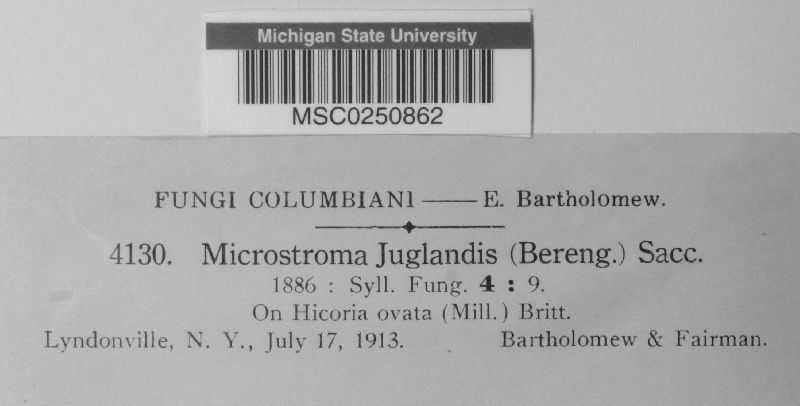 Michigan State University
MSC0250862
FUNGI COLUMBIANI — E. Bartholomew.
4130. Microstroma Juglandis (Bereng.) Sacc.
1886 : Syll. Fung. 4 : 9.
On Hicoria ovata (Mill.) Britt.
Lyndonville, N. Y., July 17, 1913. Bartholomew & Fairman.